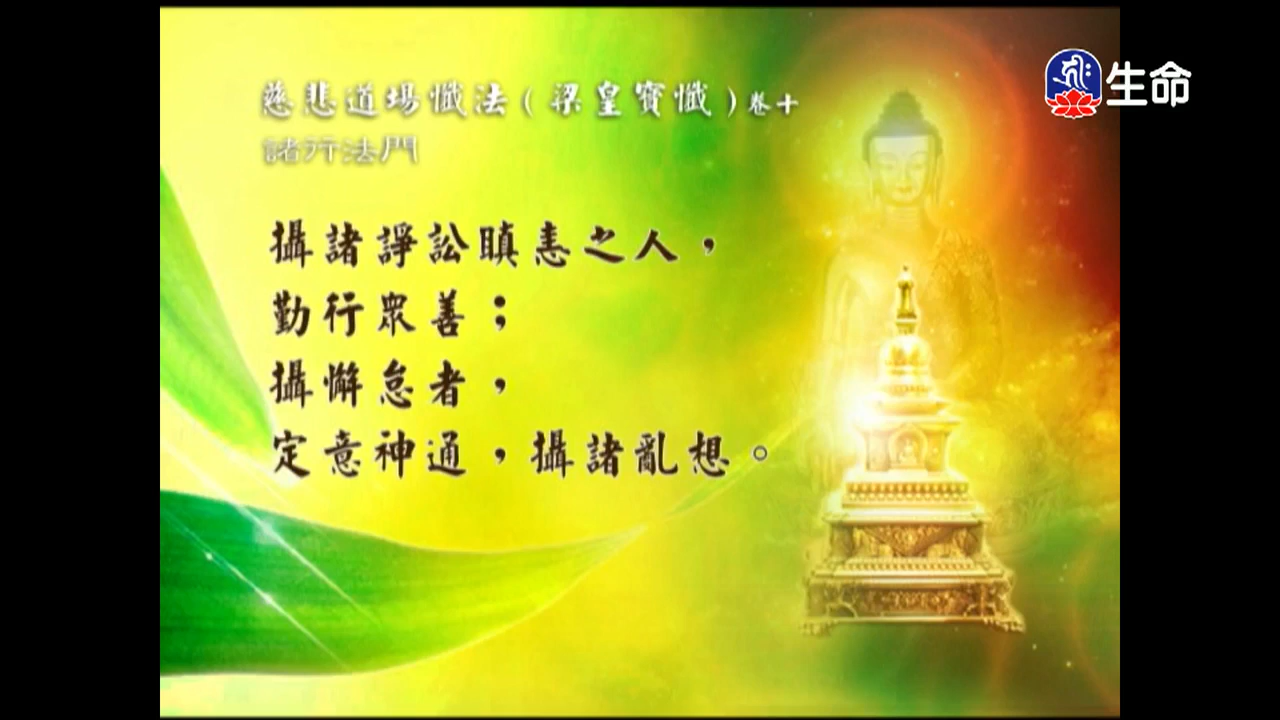 慈悲道場懺法(梁皇寶懺)卷十
諸行法門
生命
攝諸諍訟瞋恚之人，
勤行眾善；
攝懈怠者，
定意神通，攝諸亂想。